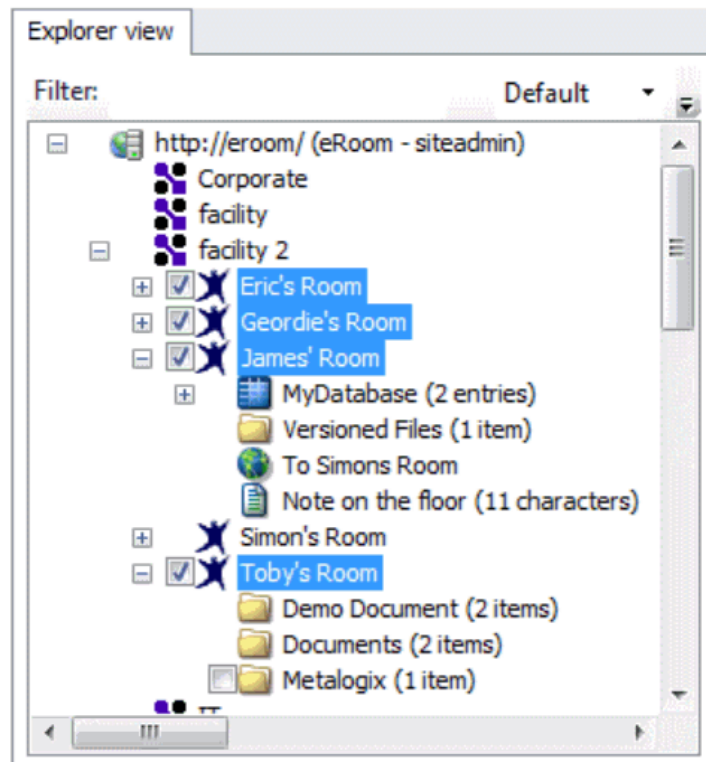 Explorer view
Filter: Default
http://eroom/ (eRoom - siteadmin)
Corporate
facility
facility 2
Eric's Room
Geordie's Room
James' Room
MyDatabase (2 entries)
Versioned Files (1 item)
To Simons Room
Note on the floor (11 characters)
Simon's Room
Toby's Room
Demo Document (2 items)
Documents (2 items)
Metalogix (1 item)